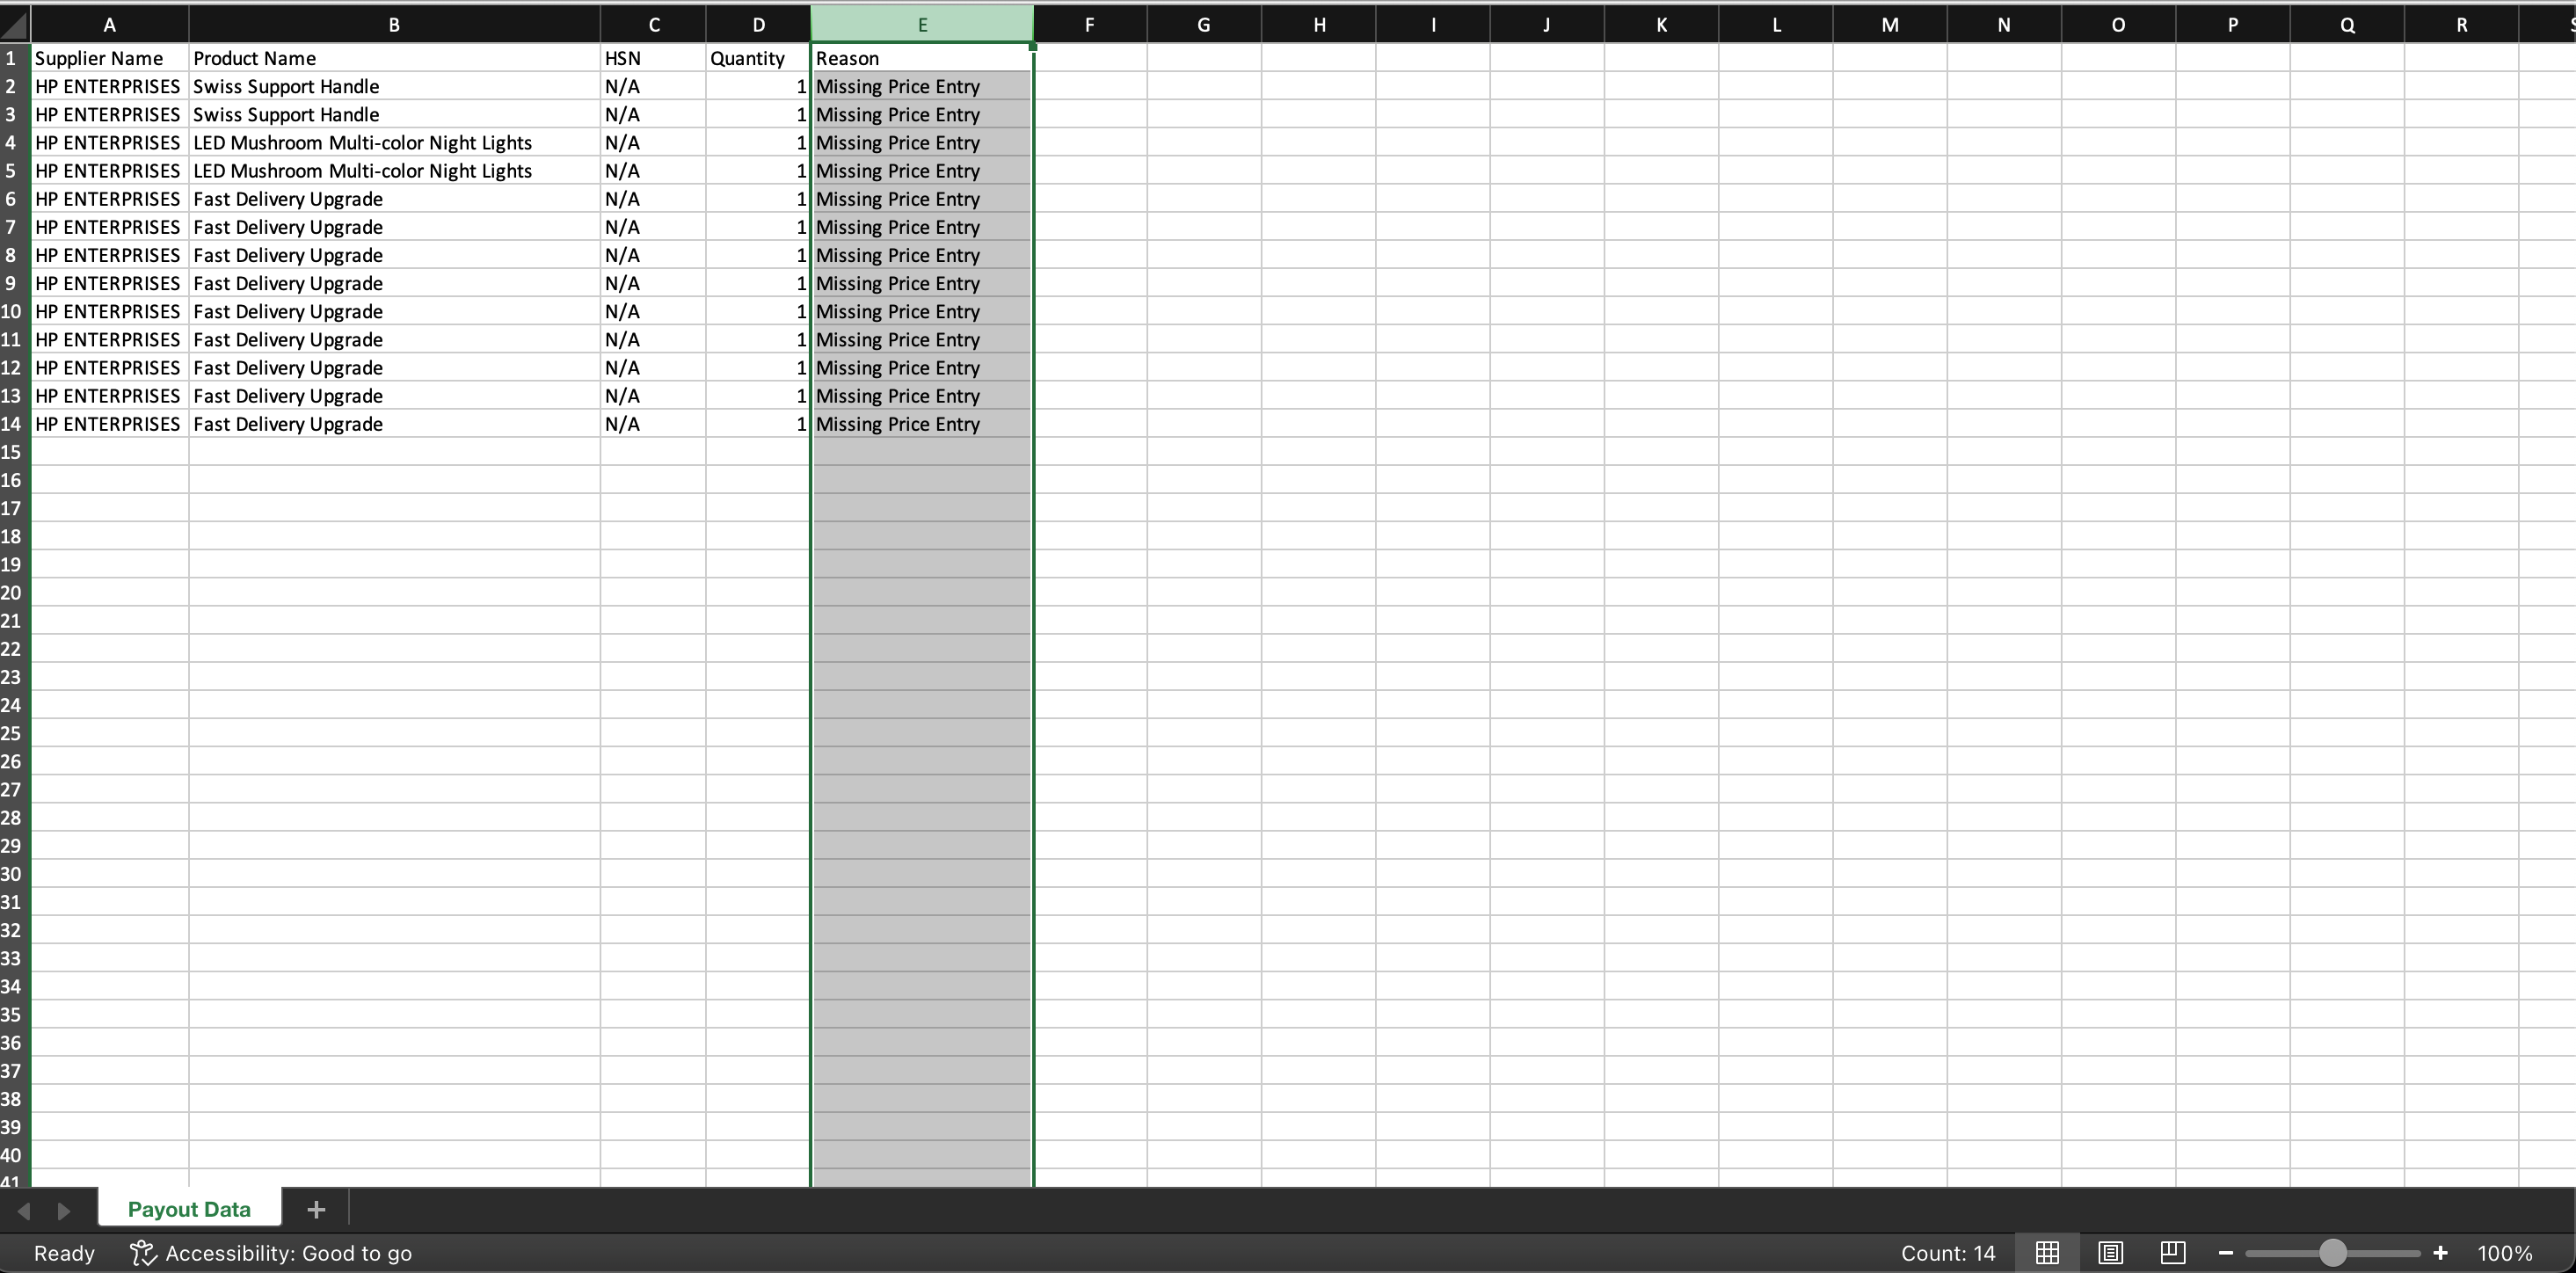 A B C D E F G H I J K L M N O P Q R
1 Supplier Name Product Name HSN Quantity Reason
2 HP ENTERPRISES Swiss Support Handle N/A 1 Missing Price Entry
3 HP ENTERPRISES Swiss Support Handle N/A 1 Missing Price Entry
4 HP ENTERPRISES LED Mushroom Multi-color Night Lights N/A 1 Missing Price Entry
5 HP ENTERPRISES LED Mushroom Multi-color Night Lights N/A 1 Missing Price Entry
6 HP ENTERPRISES Fast Delivery Upgrade N/A 1 Missing Price Entry
7 HP ENTERPRISES Fast Delivery Upgrade N/A 1 Missing Price Entry
8 HP ENTERPRISES Fast Delivery Upgrade N/A 1 Missing Price Entry
9 HP ENTERPRISES Fast Delivery Upgrade N/A 1 Missing Price Entry
10 HP ENTERPRISES Fast Delivery Upgrade N/A 1 Missing Price Entry
11 HP ENTERPRISES Fast Delivery Upgrade N/A 1 Missing Price Entry
12 HP ENTERPRISES Fast Delivery Upgrade N/A 1 Missing Price Entry
13 HP ENTERPRISES Fast Delivery Upgrade N/A 1 Missing Price Entry
14 HP ENTERPRISES Fast Delivery Upgrade N/A 1 Missing Price Entry
15
16
17
18
19
20
21
22
23
24
25
26
27
28
29
30
31
32
33
34
35
36
37
38
39
40
41
Payout Data +
Ready Accessibility: Good to go Count: 14 − + 100%